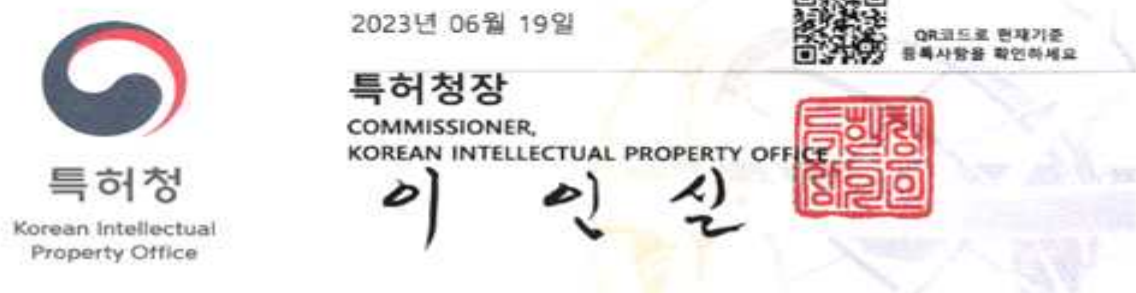 특허청
Korean Intellectual
Property Office
2023년 06월 19일
QR코드로 현재기준
등록사항을 확인하세요
특허청장
COMMISSIONER,
KOREAN INTELLECTUAL PROPERTY OFFICE
이 인 실